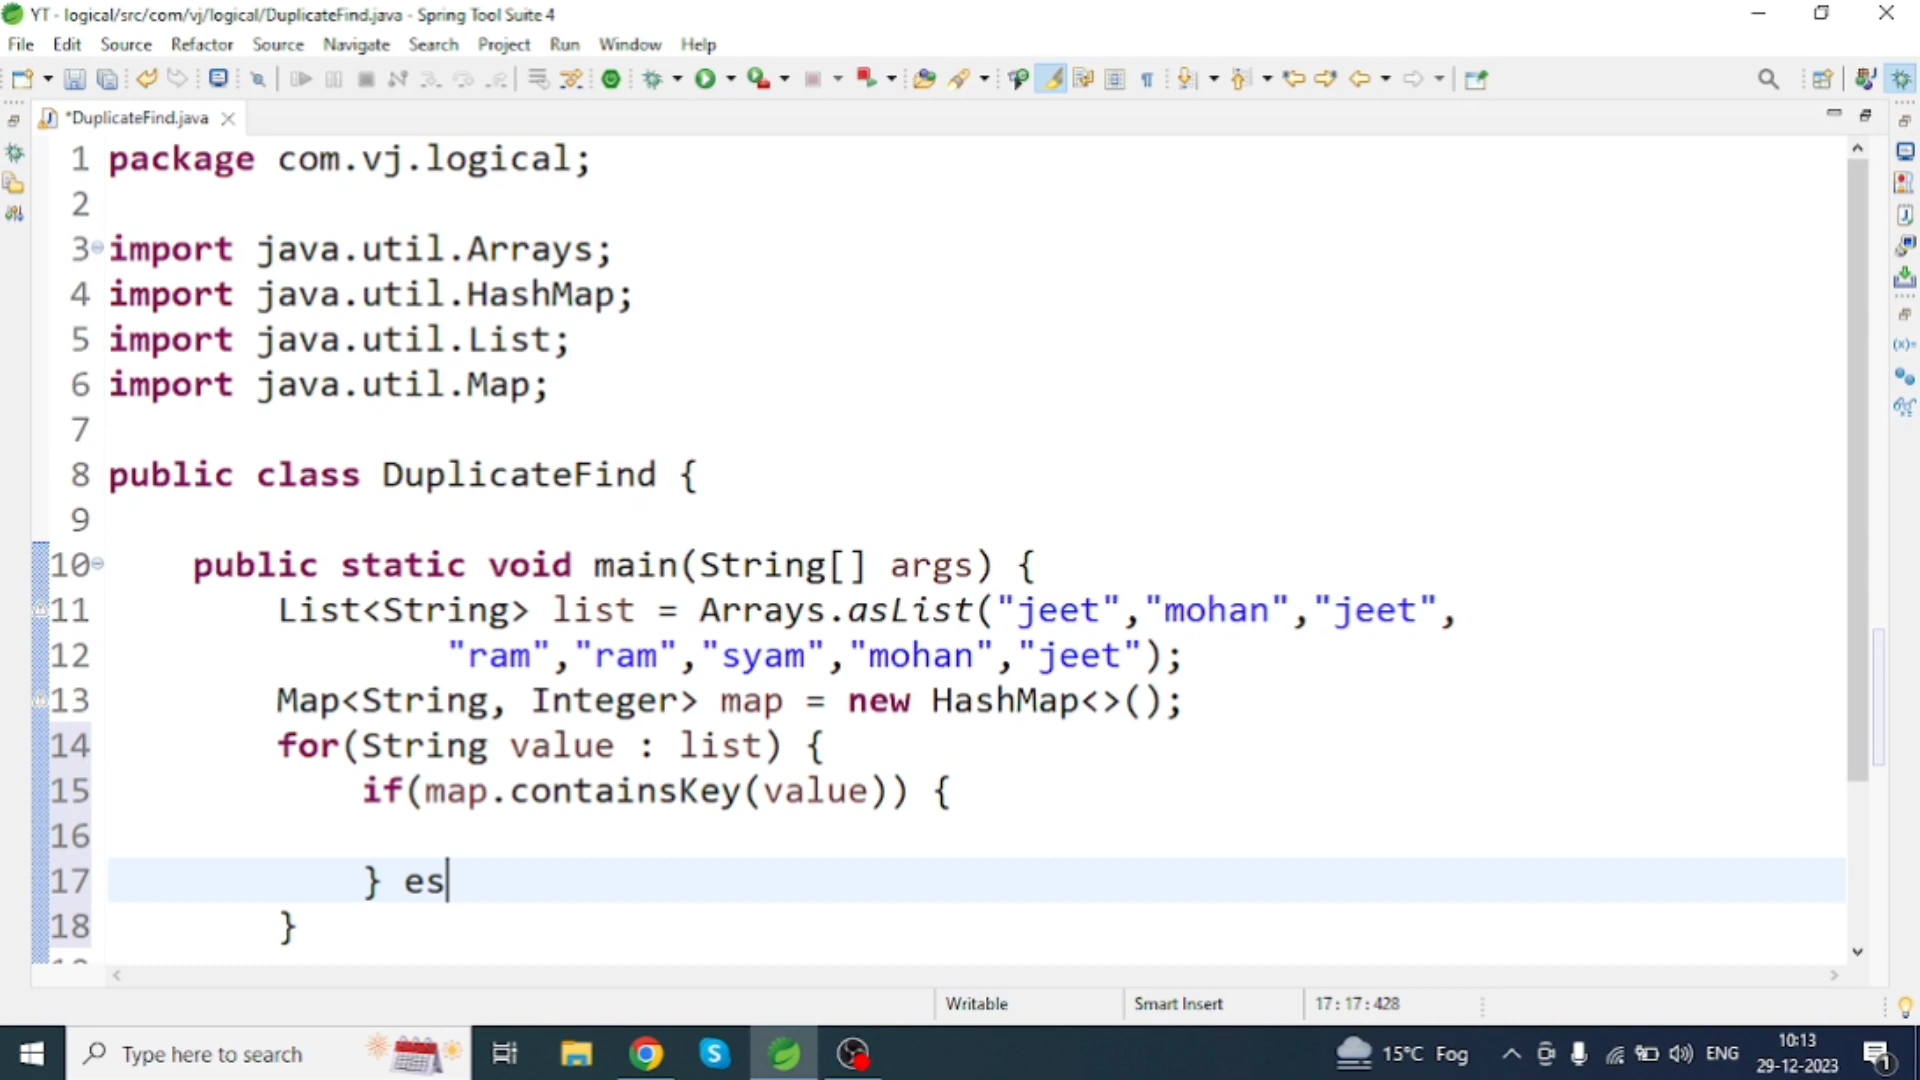 YT - logical/src/com/vj/logical/DuplicateFind.java - Spring Tool Suite 4
File Edit Source Refactor Source Navigate Search Project Run Window Help
*DuplicateFind.java
1 package com.vj.logical;
2
3 import java.util.Arrays;
4 import java.util.HashMap;
5 import java.util.List;
6 import java.util.Map;
7
8 public class DuplicateFind {
9
10 public static void main(String[] args) {
11 List<String> list = Arrays.asList("jeet","mohan","jeet",
12 "ram","ram","syam","mohan","jeet");
13 Map<String, Integer> map = new HashMap<>();
14 for(String value : list) {
15 if(map.containsKey(value)) {
16
17 } es
18 }
Writable Smart Insert 17 : 17 : 428
Type here to search 15°C Fog ENG 10:13
29-12-2023 1